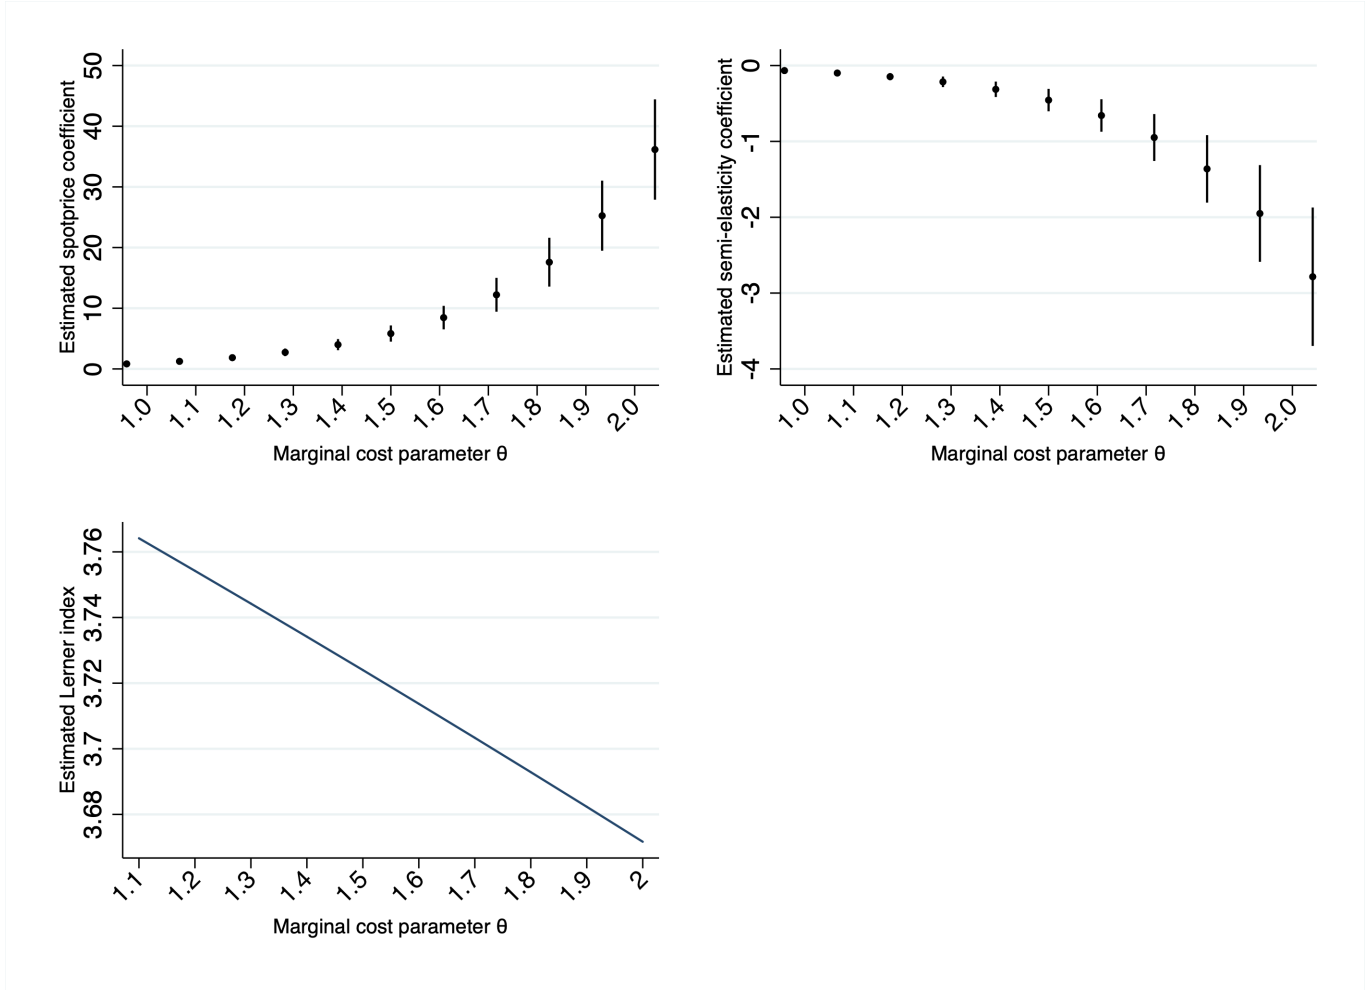 Estimated spotprice coefficient
50
40
30
20
10
0
1.0 1.1 1.2 1.3 1.4 1.5 1.6 1.7 1.8 1.9 2.0
Marginal cost parameter θ
Estimated semi-elasticity coefficient
0
-1
-2
-3
-4
1.0 1.1 1.2 1.3 1.4 1.5 1.6 1.7 1.8 1.9 2.0
Marginal cost parameter θ
Estimated Lerner index
3.76
3.74
3.72
3.7
3.68
1.1 1.2 1.3 1.4 1.5 1.6 1.7 1.8 1.9 2
Marginal cost parameter θ